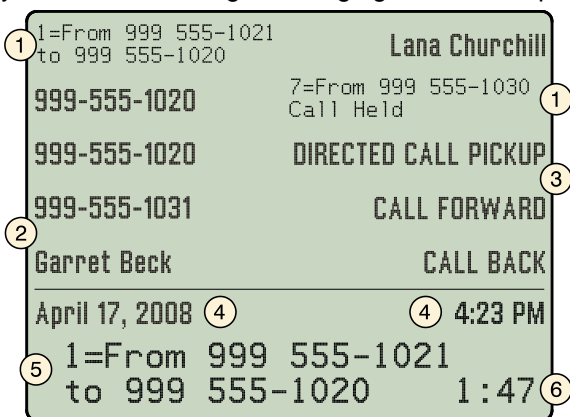 1=From 999 555-1021
to 999 555-1020
Lana Churchill
1
999-555-1020
7=From 999 555-1030
Call Held
1
999-555-1020
DIRECTED CALL PICKUP
3
999-555-1031
CALL FORWARD
2
Garret Beck
CALL BACK
April 17, 2008
4
4
4:23 PM
5
1=From 999 555-1021
to 999 555-1020
1:47
6